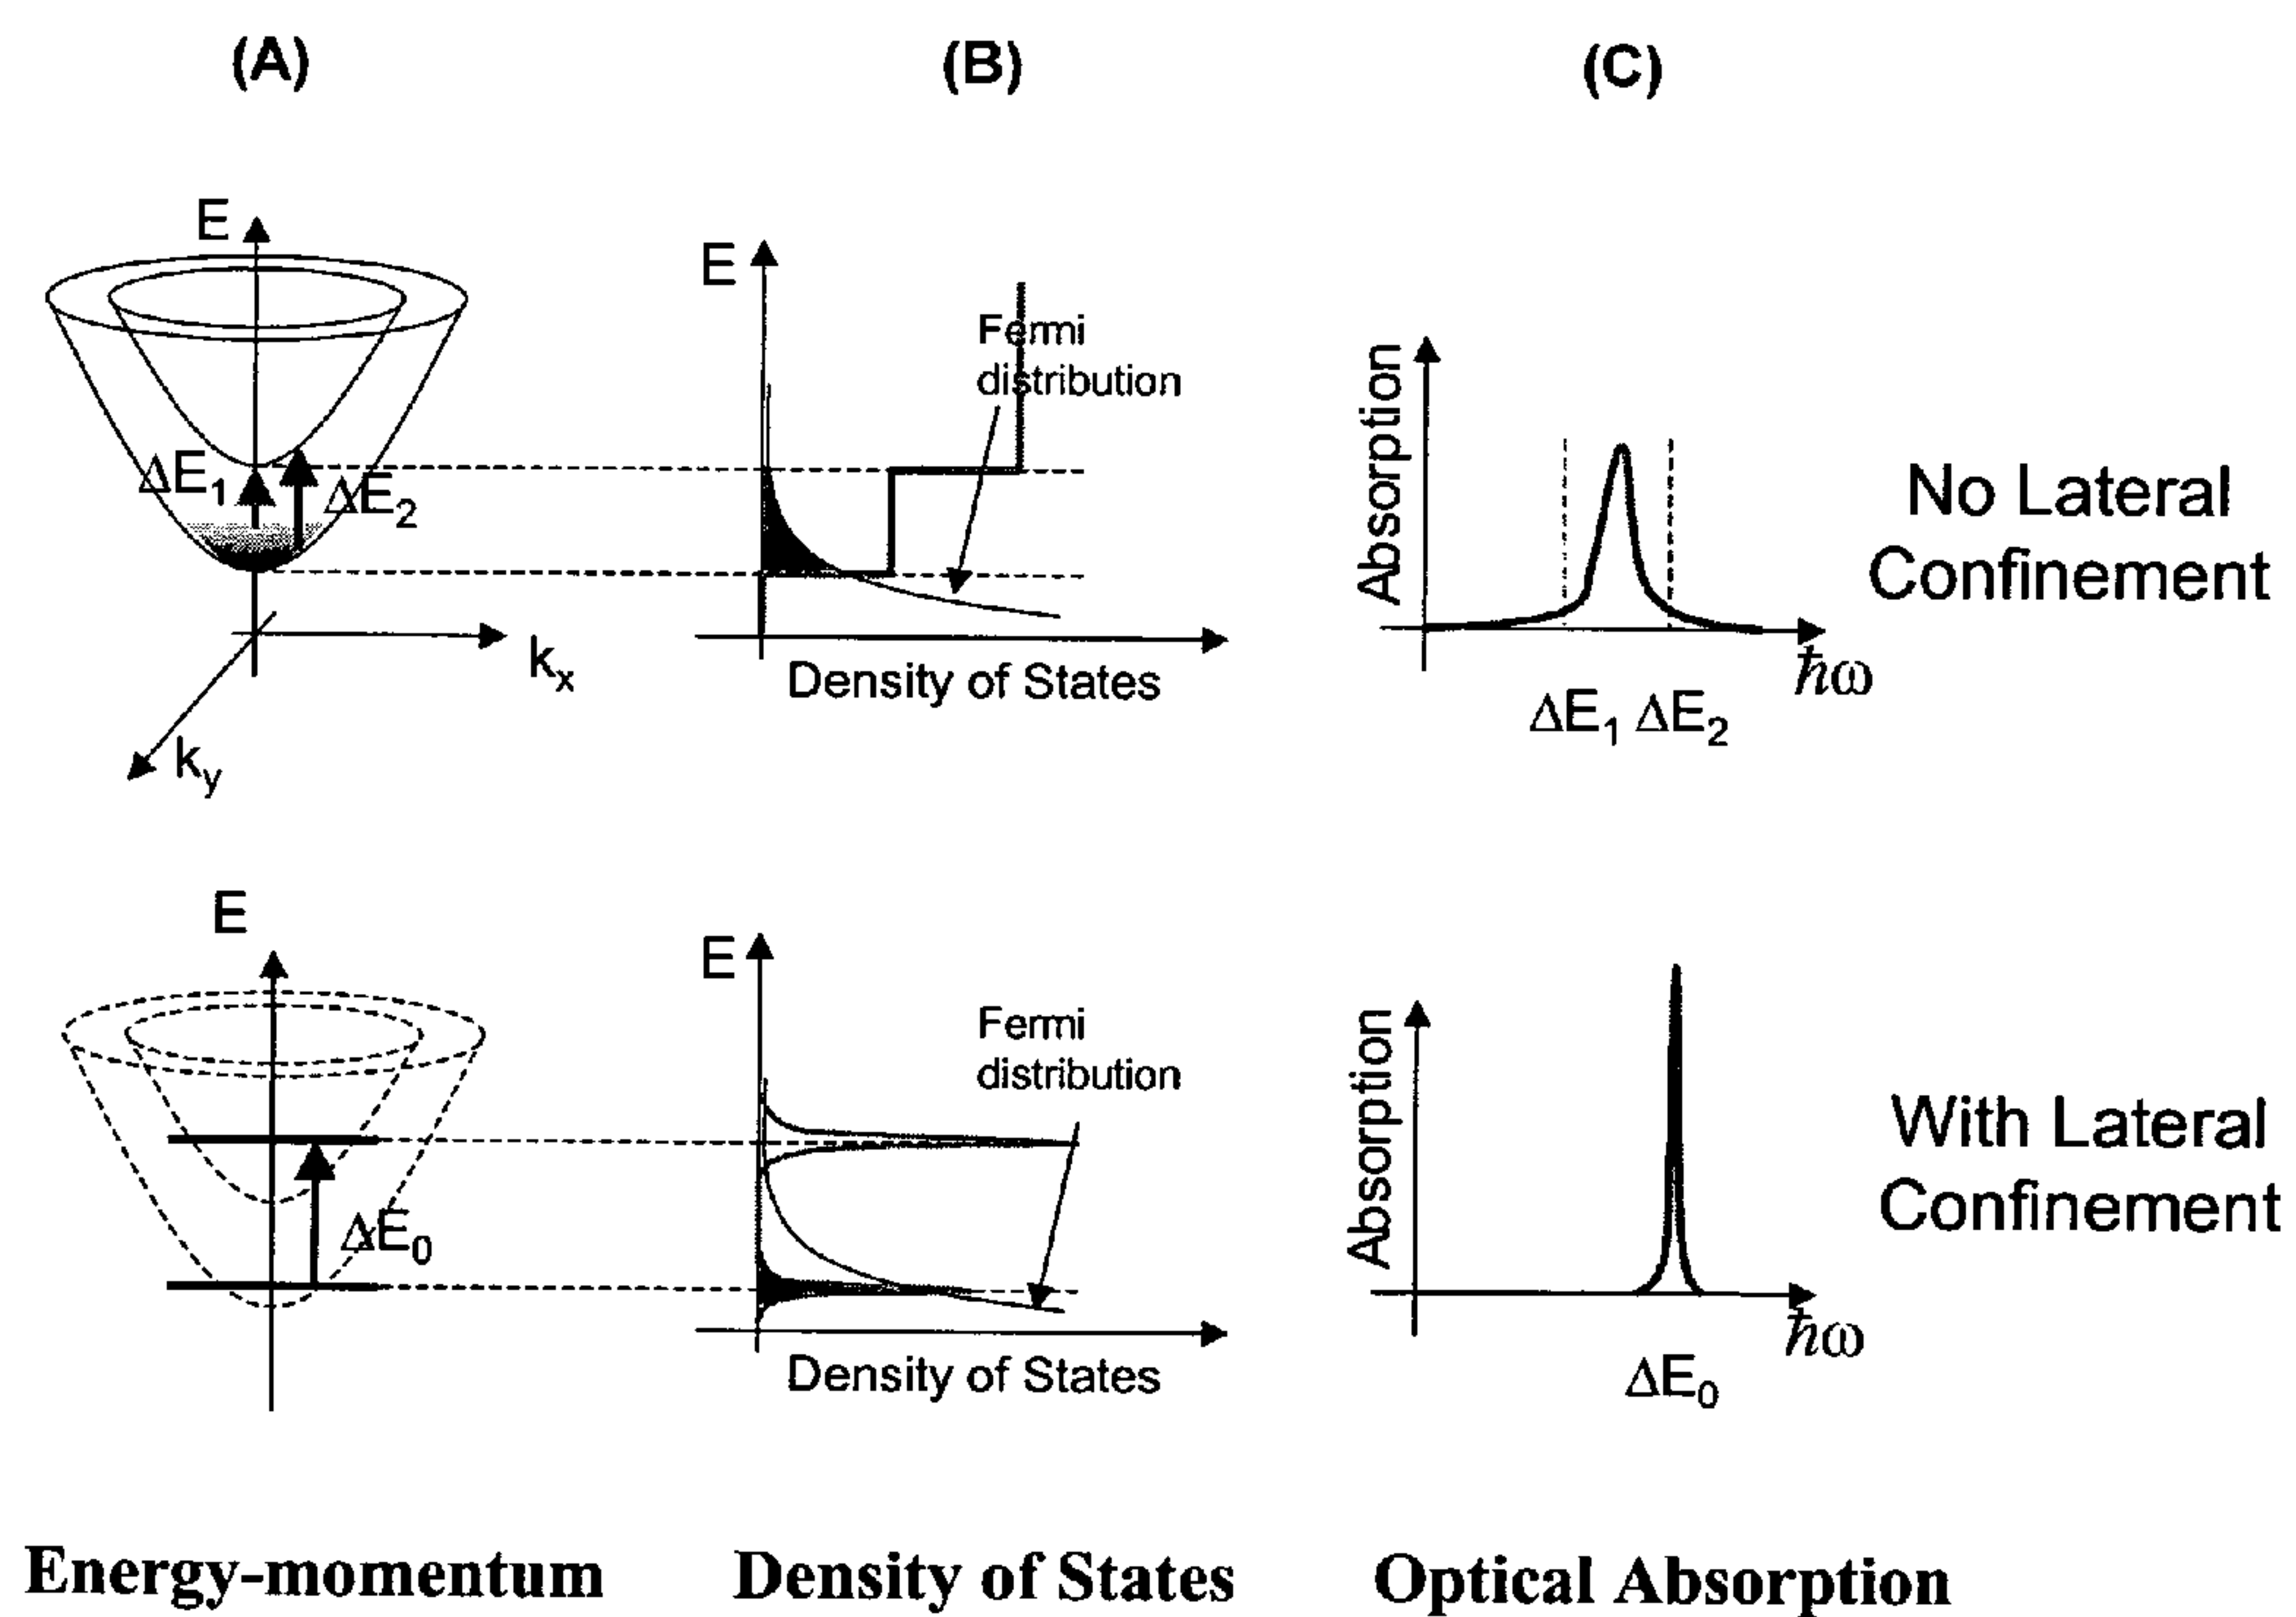 (A)
(B)
(C)
E
ΔE₁
ΔE₂
kₓ
k_y
E
Fermi
distribution
Density of States
Absorption
ħω
ΔE₁ ΔE₂
No Lateral
Confinement
E
ΔE₀
E
Fermi
distribution
Density of States
Absorption
ħω
ΔE₀
With Lateral
Confinement
Energy-momentum
Density of States
Optical Absorption